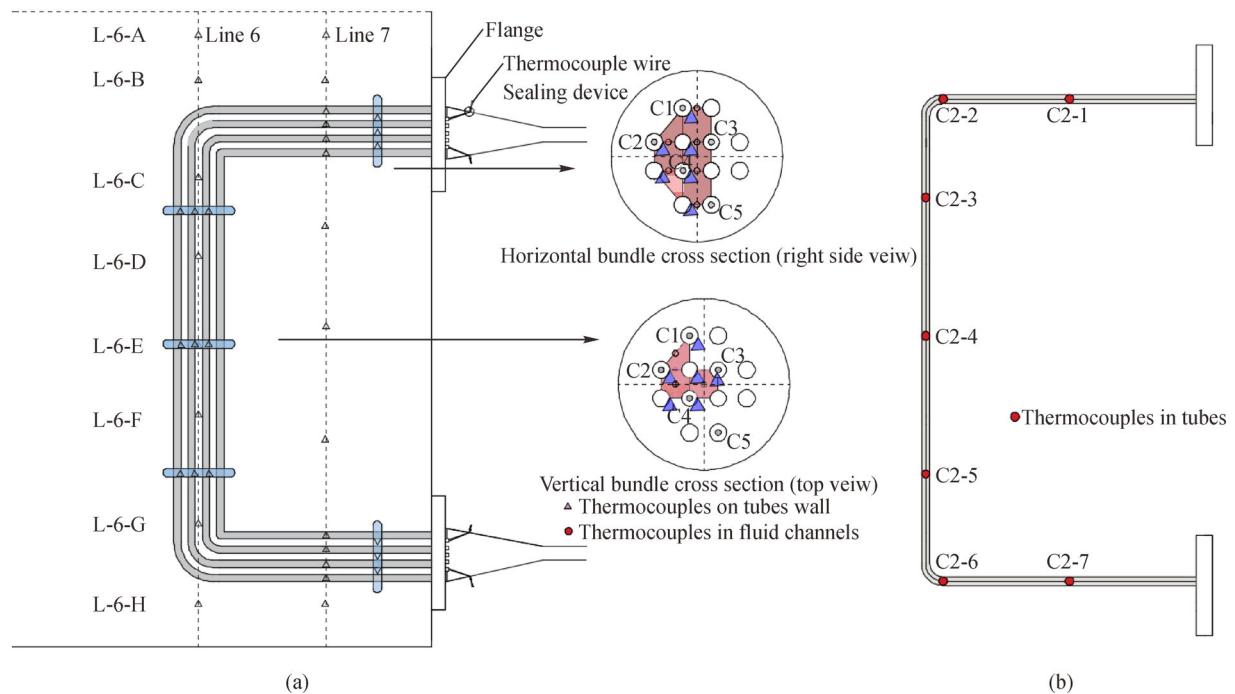 L-6-A
Line 6
Line 7
L-6-B
L-6-C
L-6-D
L-6-E
L-6-F
L-6-G
L-6-H
Flange
Thermocouple wire
Sealing device
C1
C2
C3
C4
C5
Horizontal bundle cross section (right side veiw)
C1
C2
C3
C4
C5
Vertical bundle cross section (top veiw)
Thermocouples on tubes wall
Thermocouples in fluid channels
(a)
C2-2
C2-1
C2-3
C2-4
Thermocouples in tubes
C2-5
C2-6
C2-7
(b)